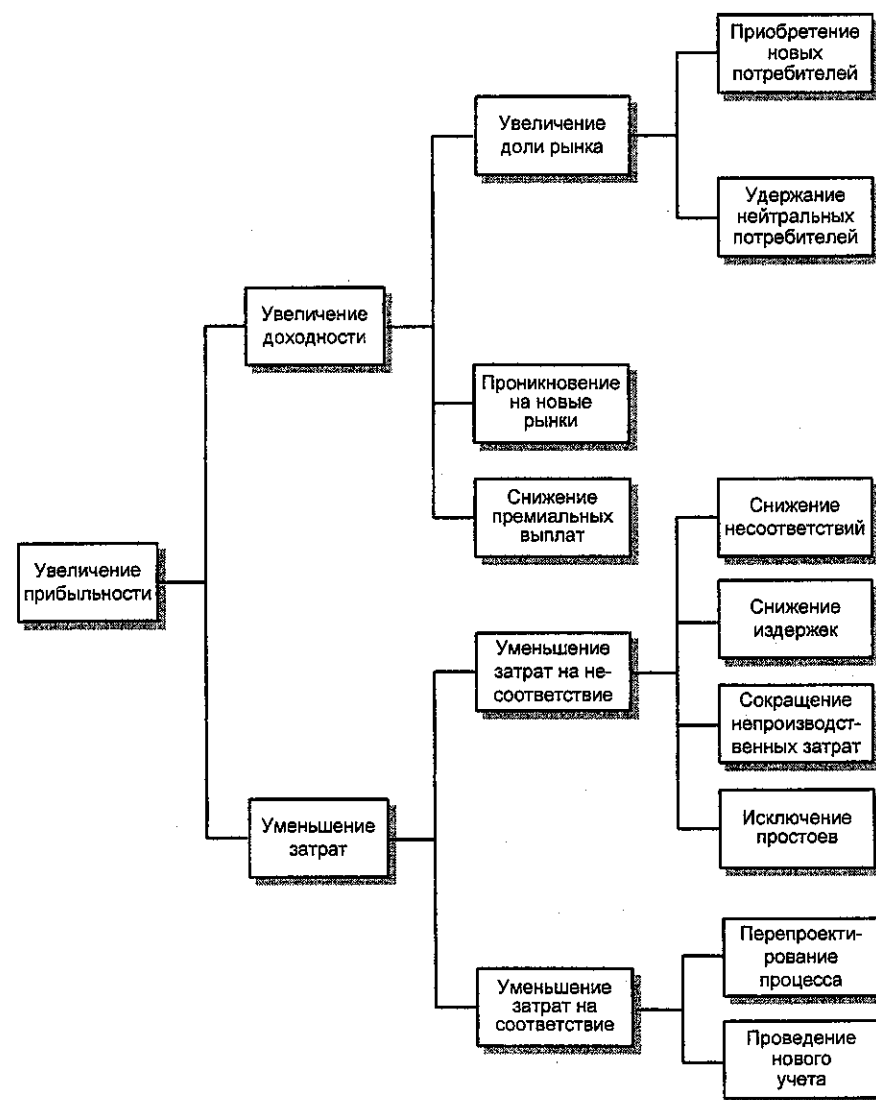 Приобретение
новых
потребителей
Увеличение
доли рынка
Удержание
нейтральных
потребителей
Увеличение
доходности
Проникновение
на новые
рынки
Снижение
премиальных
выплат
Снижение
несоответствий
Увеличение
прибыльности
Снижение
издержек
Уменьшение
затрат на не-
соответствие
Сокращение
непроизводст-
венных затрат
Исключение
простоев
Уменьшение
затрат
Перепроекти-
рование
процесса
Уменьшение
затрат на
соответствие
Проведение
нового
учета